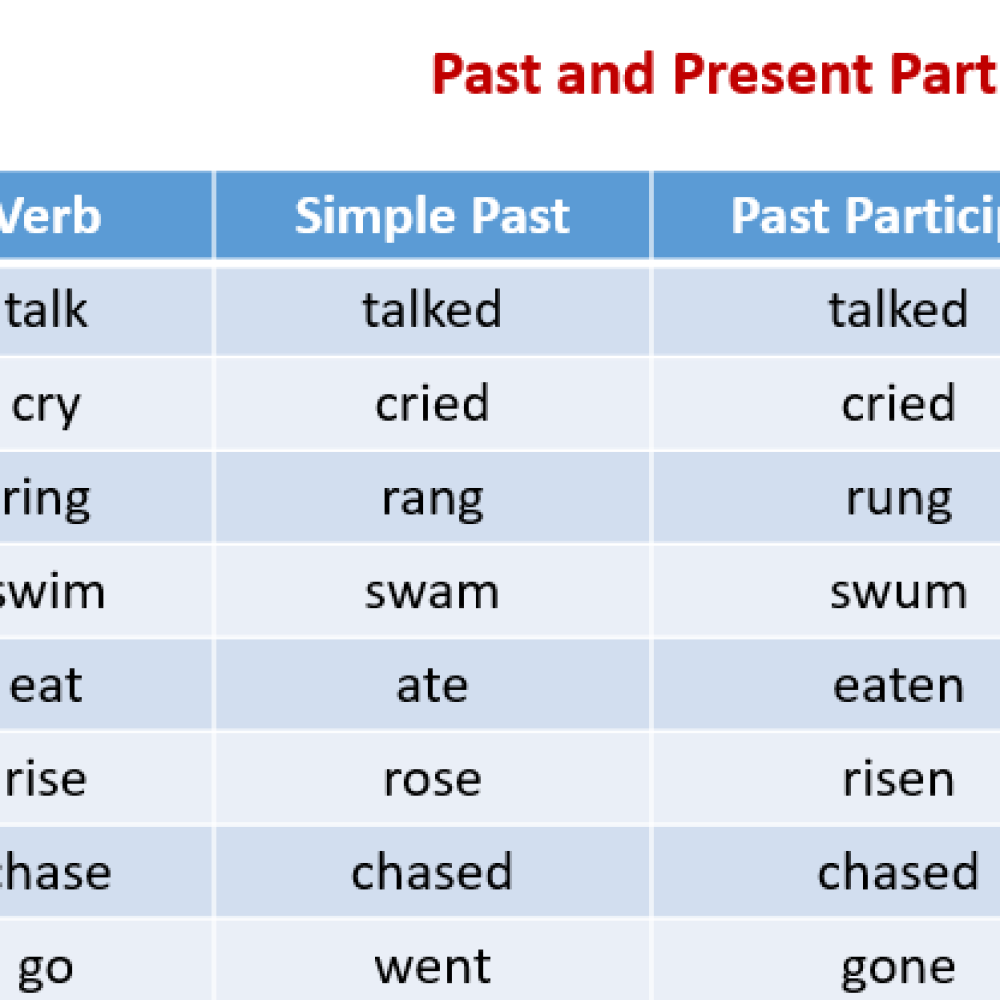 Past and Present Part
Verb Simple Past Past Particip
talk talked talked
cry cried cried
ring rang rung
swim swam swum
eat ate eaten
rise rose risen
chase chased chased
go went gone